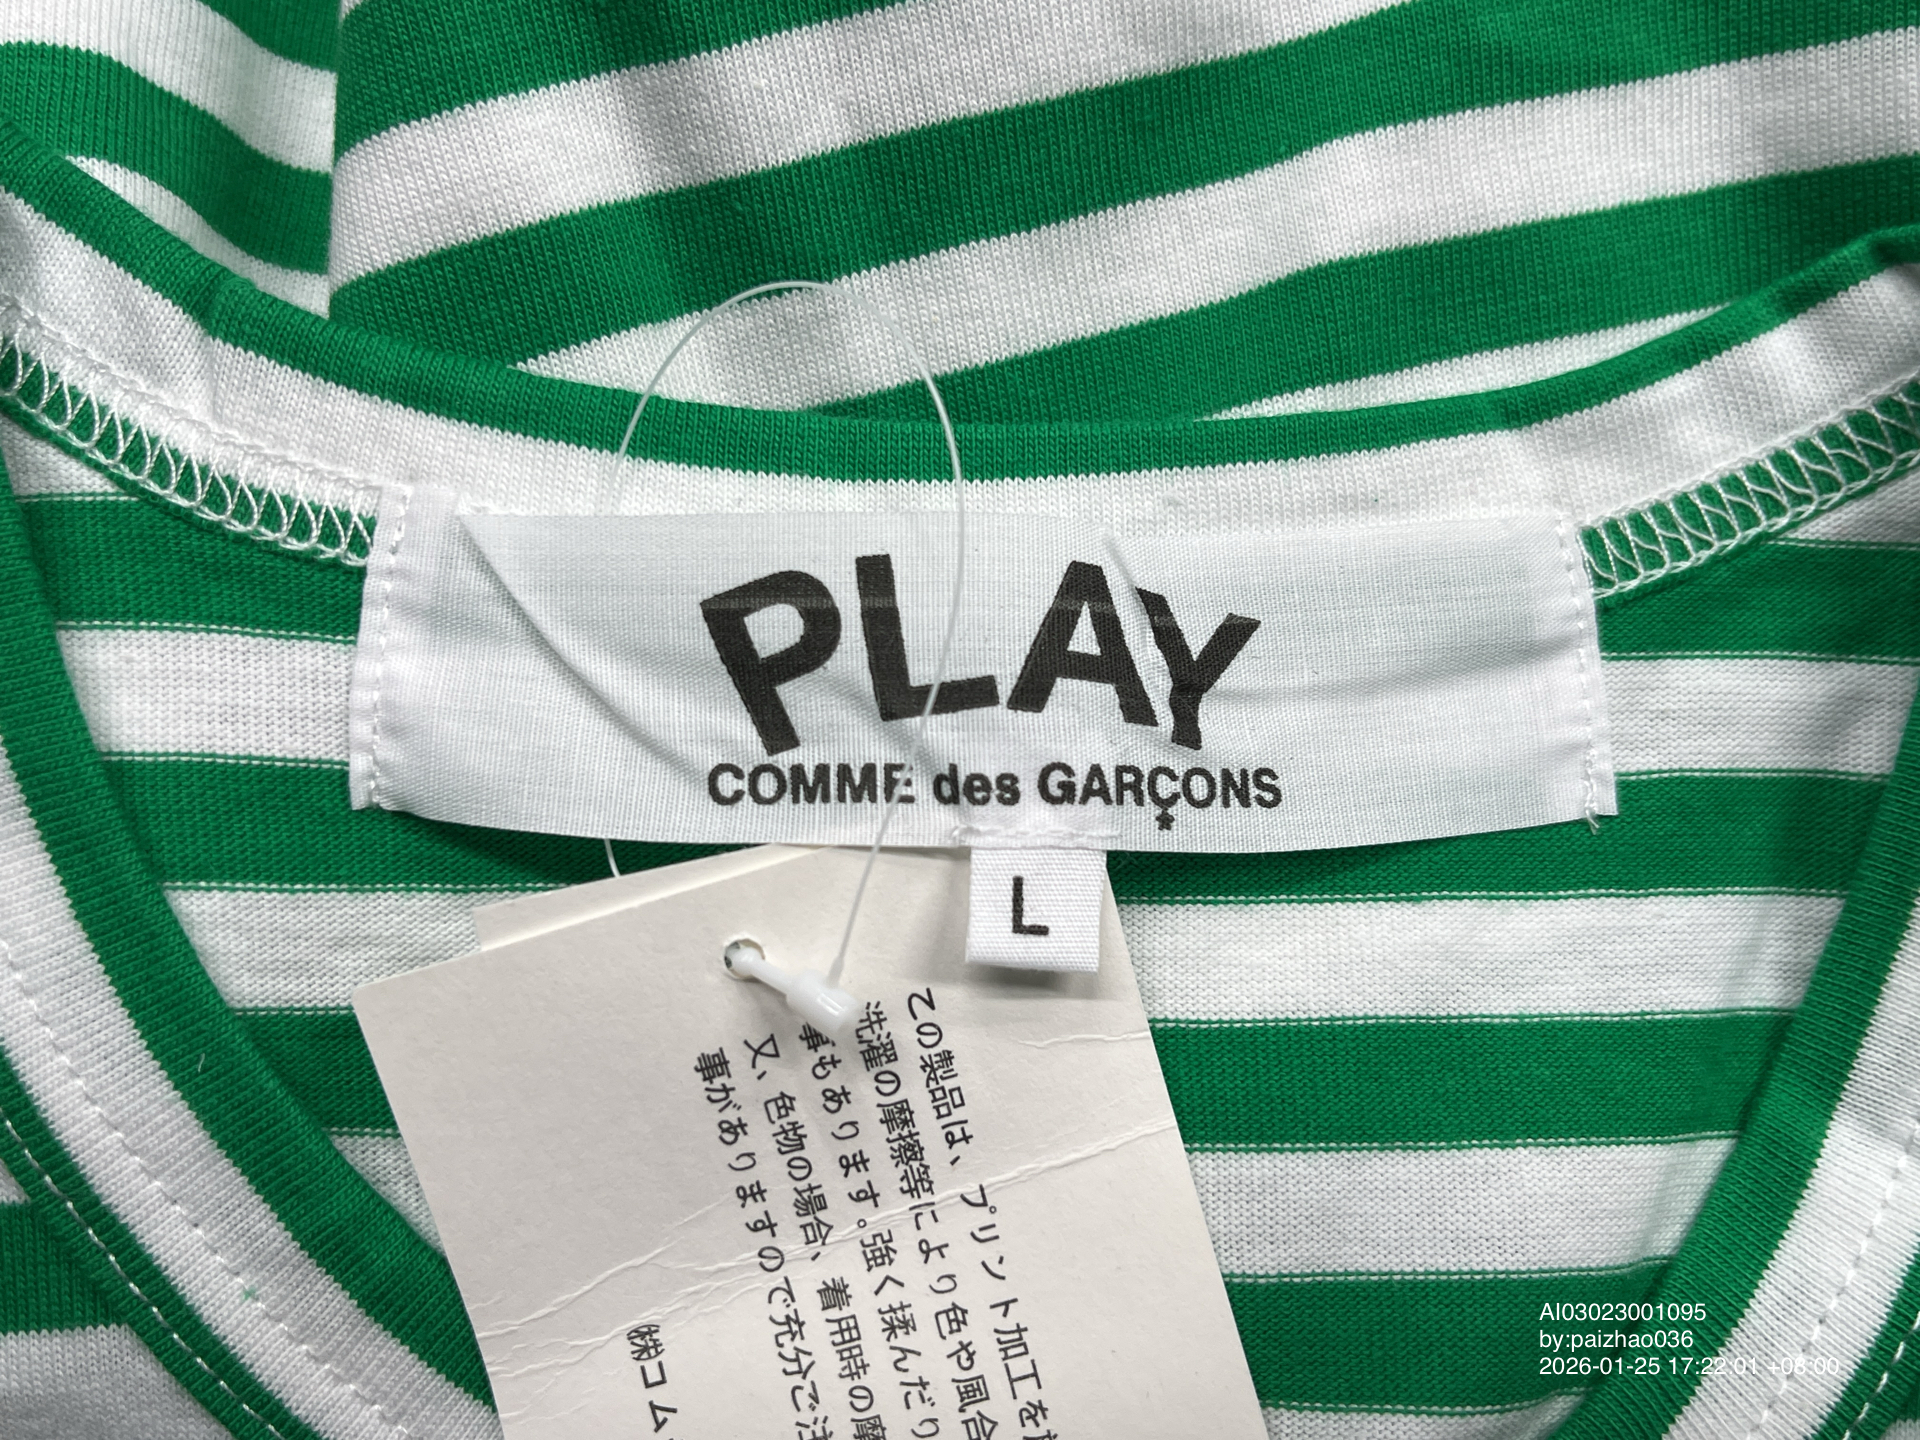 PLAY
COMME des GARÇONS
L
この製品は、プリント加工を
洗濯の摩擦等により色や風合
事もあります。強く揉んだり
又、色物の場合、着用時の摩
事がありますので充分ご注
㈱コム
AI03023001095
by:paizhao036
2026-01-25 17:22:01 +08:00